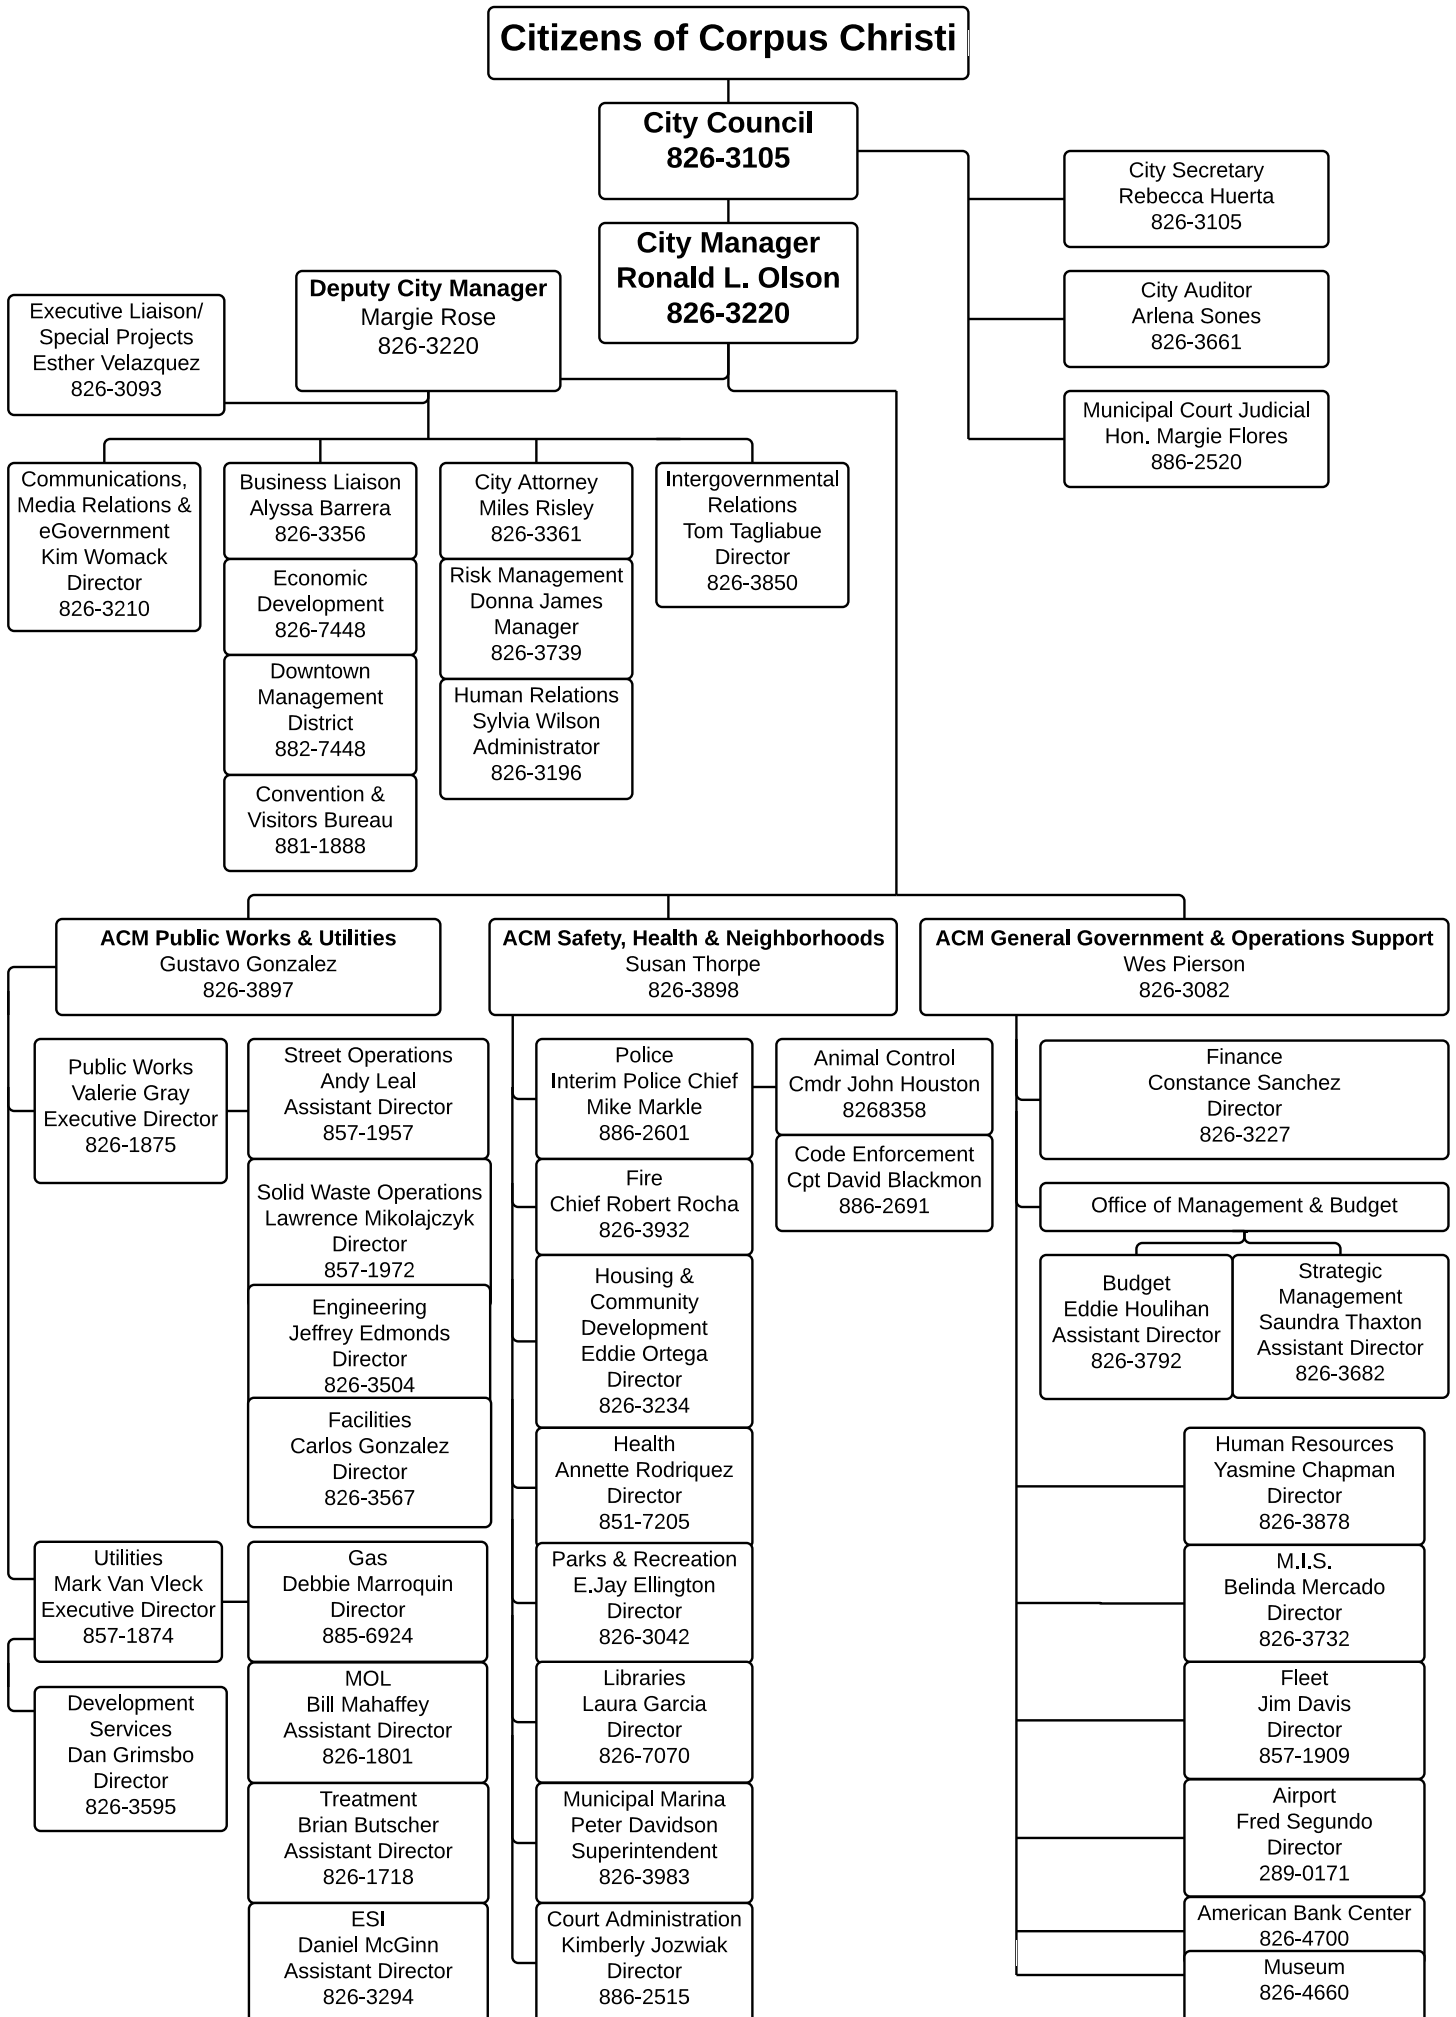 Citizens of Corpus Christi
City Council
826-3105
City Secretary
Rebecca Huerta
826-3105
City Manager
Ronald L. Olson
826-3220
City Auditor
Arlena Sones
826-3661
Municipal Court Judicial
Hon. Margie Flores
886-2520
Deputy City Manager
Margie Rose
826-3220
Executive Liaison/
Special Projects
Esther Velazquez
826-3093
Communications,
Media Relations &
eGovernment
Kim Womack
Director
826-3210
Business Liaison
Alyssa Barrera
826-3356
Economic
Development
826-7448
Downtown
Management
District
882-7448
Convention &
Visitors Bureau
881-1888
City Attorney
Miles Risley
826-3361
Risk Management
Donna James
Manager
826-3739
Human Relations
Sylvia Wilson
Administrator
826-3196
Intergovernmental
Relations
Tom Tagliabue
Director
826-3850
ACM Public Works & Utilities
Gustavo Gonzalez
826-3897
Public Works
Valerie Gray
Executive Director
826-1875
Street Operations
Andy Leal
Assistant Director
857-1957
Solid Waste Operations
Lawrence Mikolajczyk
Director
857-1972
Engineering
Jeffrey Edmonds
Director
826-3504
Facilities
Carlos Gonzalez
Director
826-3567
Utilities
Mark Van Vleck
Executive Director
857-1874
Development
Services
Dan Grimsbo
Director
826-3595
Gas
Debbie Marroquin
Director
885-6924
MOL
Bill Mahaffey
Assistant Director
826-1801
Treatment
Brian Butscher
Assistant Director
826-1718
ESI
Daniel McGinn
Assistant Director
826-3294
ACM Safety, Health & Neighborhoods
Susan Thorpe
826-3898
Police
Interim Police Chief
Mike Markle
886-2601
Animal Control
Cmdr John Houston
8268358
Code Enforcement
Cpt David Blackmon
886-2691
Fire
Chief Robert Rocha
826-3932
Housing &
Community
Development
Eddie Ortega
Director
826-3234
Health
Annette Rodriquez
Director
851-7205
Parks & Recreation
E.Jay Ellington
Director
826-3042
Libraries
Laura Garcia
Director
826-7070
Municipal Marina
Peter Davidson
Superintendent
826-3983
Court Administration
Kimberly Jozwiak
Director
886-2515
ACM General Government & Operations Support
Wes Pierson
826-3082
Finance
Constance Sanchez
Director
826-3227
Office of Management & Budget
Budget
Eddie Houlihan
Assistant Director
826-3792
Strategic
Management
Saundra Thaxton
Assistant Director
826-3682
Human Resources
Yasmine Chapman
Director
826-3878
M.I.S.
Belinda Mercado
Director
826-3732
Fleet
Jim Davis
Director
857-1909
Airport
Fred Segundo
Director
289-0171
American Bank Center
826-4700
Museum
826-4660